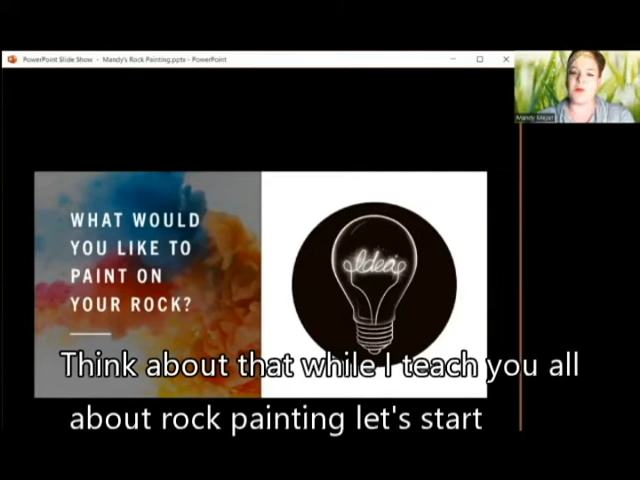 PowerPoint Slide Show - Mandy's Rock Painting.pptx - PowerPoint
WHAT WOULD
YOU LIKE TO
PAINT ON
YOUR ROCK?
Idea
Think about that while I teach you all
about rock painting let's start